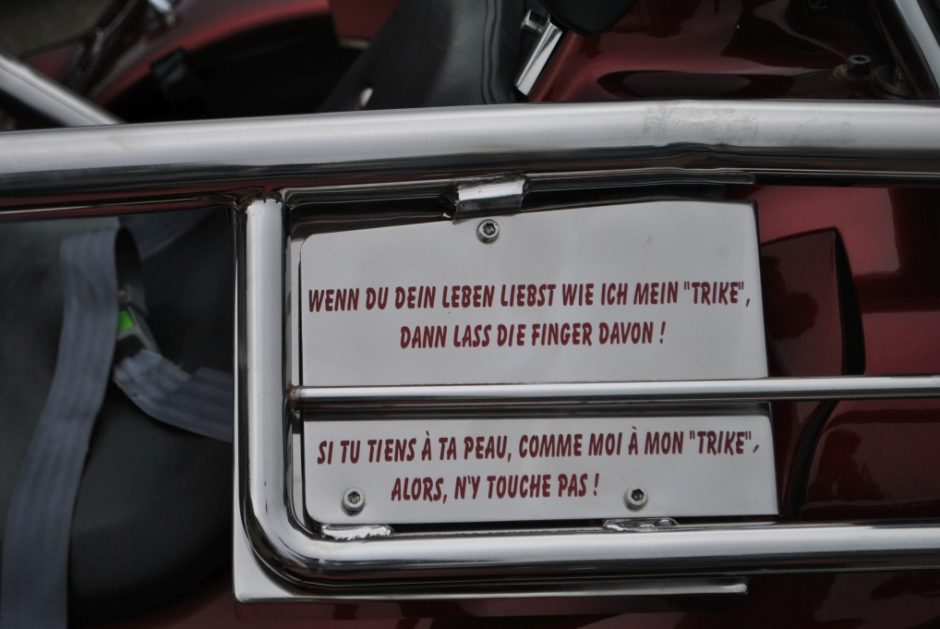 WENN DU DEIN LEBEN LIEBST WIE ICH MEIN "TRIKE",
DANN LASS DIE FINGER DAVON !
SI TU TIENS À TA PEAU, COMME MOI À MON "TRIKE",
ALORS, N'Y TOUCHE PAS !